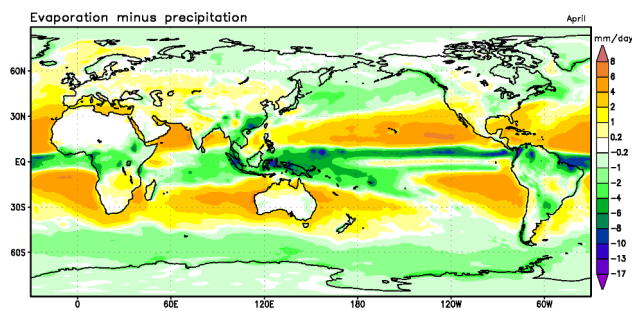 Evaporation minus precipitation
April
mm/day
8
6
4
2
1
0.2
-0.2
-1
-2
-4
-6
-8
-10
-13
-17
60N
30N
EQ
30S
60S
0 60E 120E 180 120W 60W